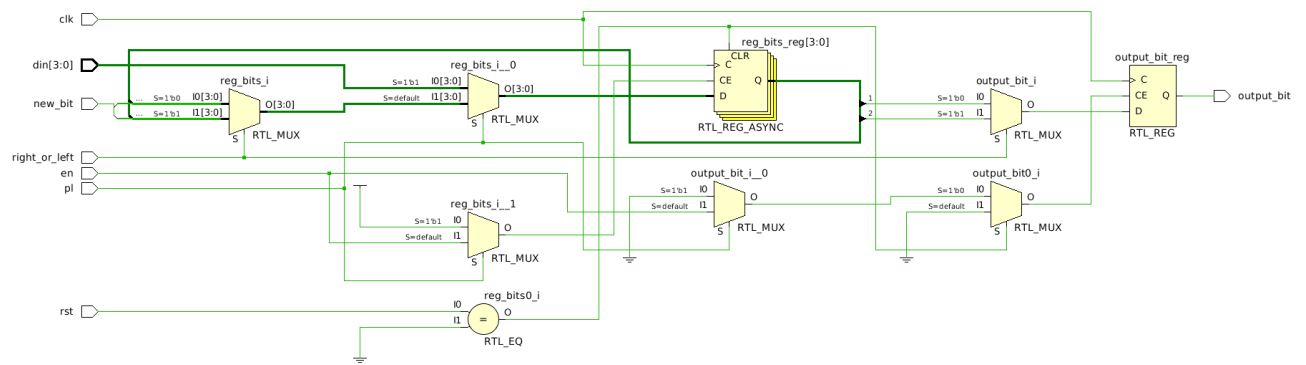 clk
din[3:0]
new_bit
right_or_left
en
pl
rst
reg_bits_i
... S=1'b0 I0[3:0]
... S=1'b1 I1[3:0]
O[3:0]
S
RTL_MUX
reg_bits_i__0
S=1'b1 I0[3:0]
S=default I1[3:0]
O[3:0]
S
RTL_MUX
reg_bits_i__1
S=1'b1 I0
S=default I1
O
S
RTL_MUX
reg_bits0_i
I0
I1
=
O
RTL_EQ
reg_bits_reg[3:0]
CLR
C
CE
D
Q
RTL_REG_ASYNC
output_bit_i__0
S=1'b1 I0
S=default I1
O
S
RTL_MUX
output_bit_i
1 S=1'b0 I0
2 S=1'b1 I1
O
S
RTL_MUX
output_bit0_i
S=1'b0 I0
S=default I1
O
S
RTL_MUX
output_bit_reg
C
CE
D
Q
RTL_REG
output_bit